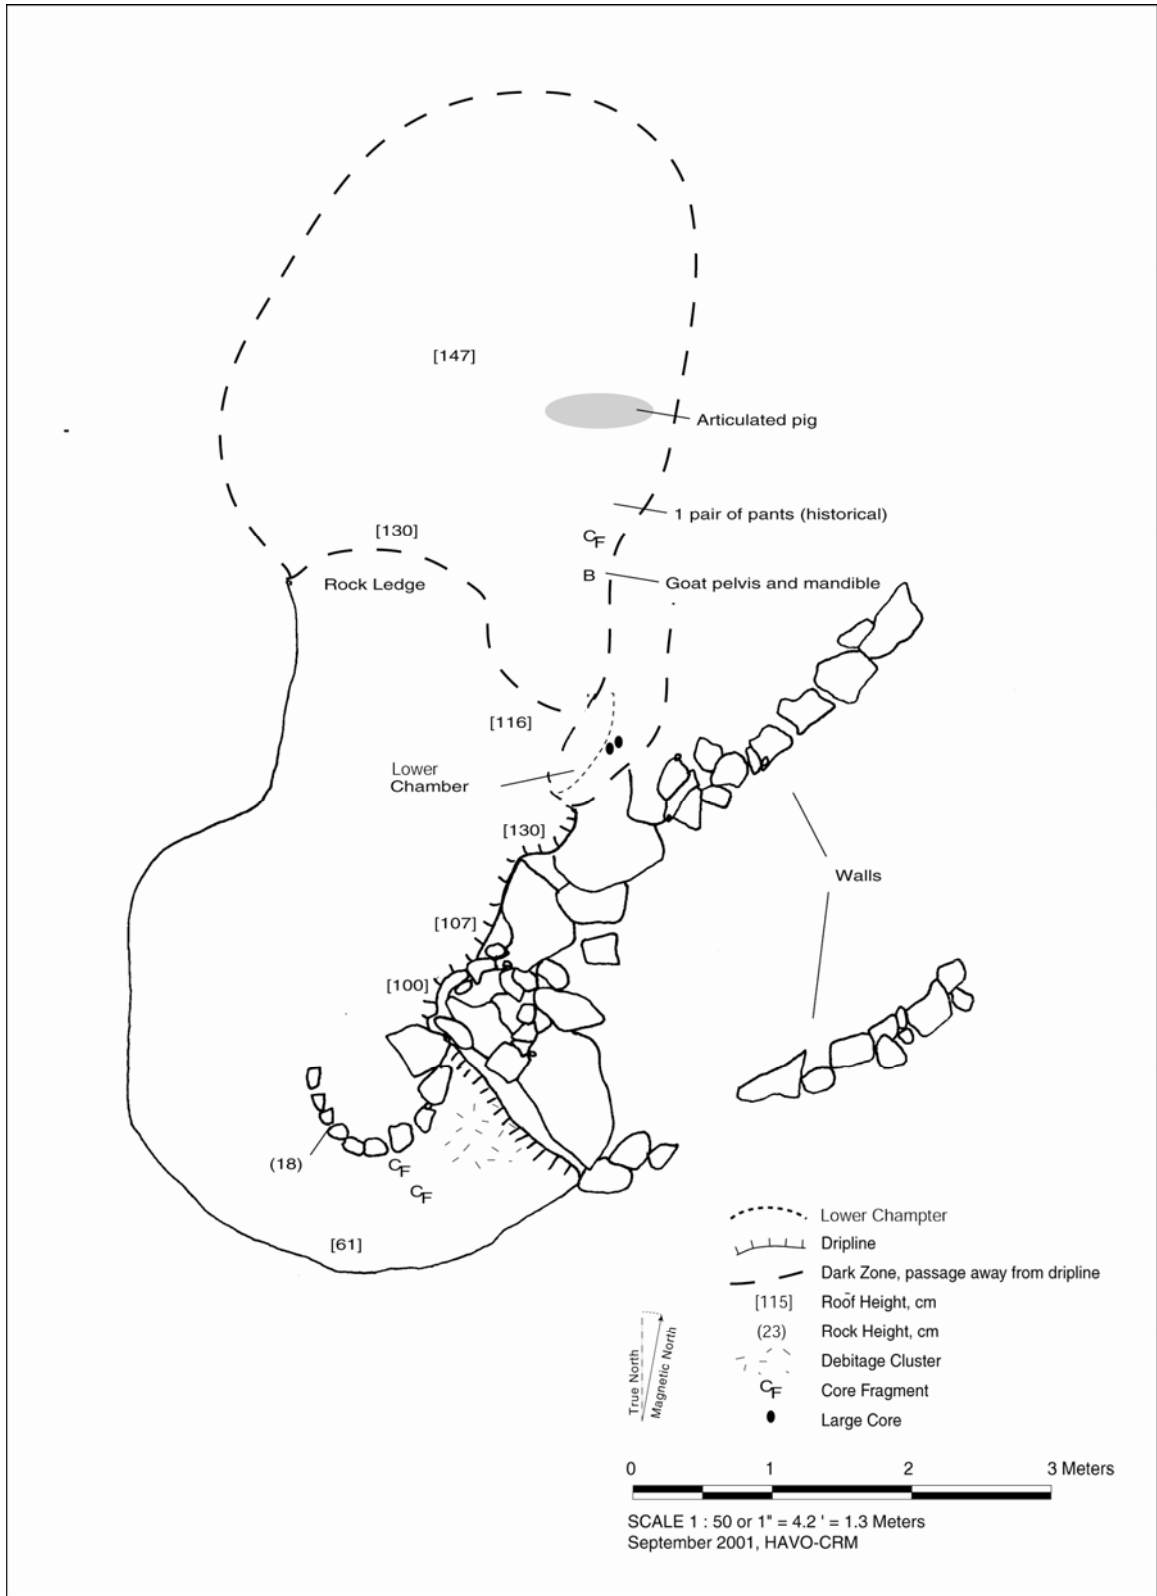 [147]
Articulated pig
1 pair of pants (historical)
[130]
CF
B
Goat pelvis and mandible
Rock Ledge
[116]
Lower
Chamber
[130]
Walls
[107]
[100]
(18)
CF
CF
[61]
Lower Champter
Dripline
Dark Zone, passage away from dripline
[115] Roof Height, cm
(23) Rock Height, cm
Debitage Cluster
CF Core Fragment
Large Core
True North
Magnetic North
0 1 2 3 Meters
SCALE 1 : 50 or 1" = 4.2 ' = 1.3 Meters
September 2001, HAVO-CRM